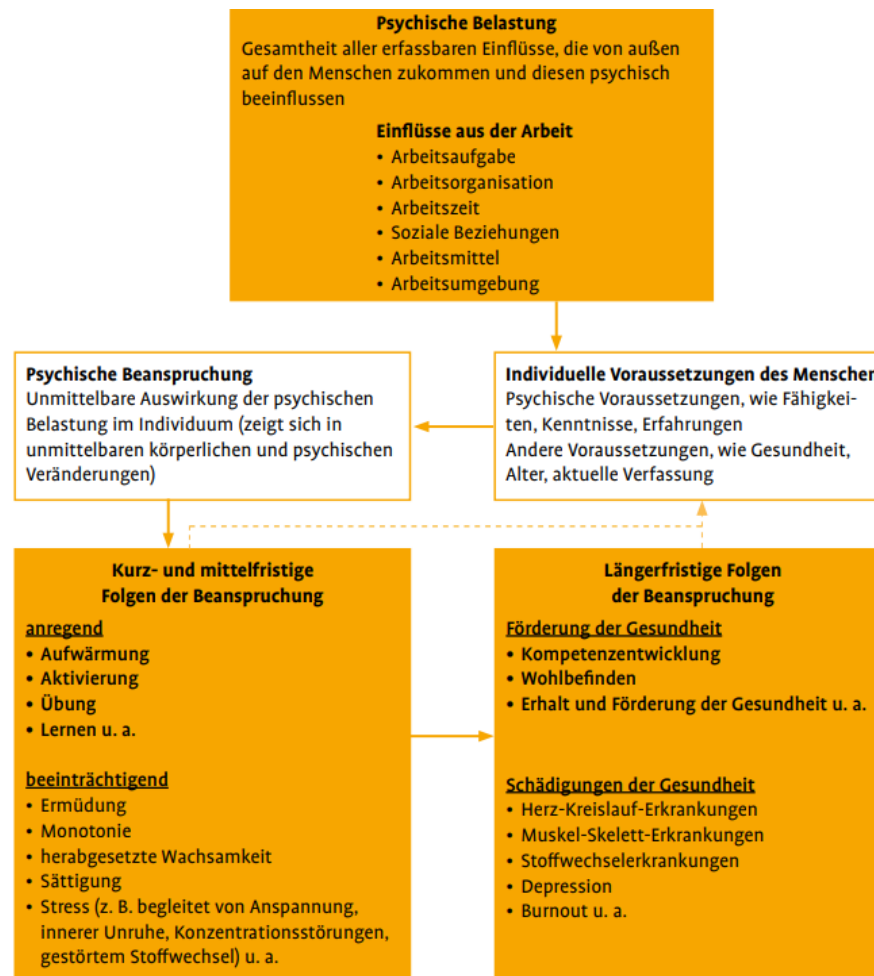 Psychische Belastung
Gesamtheit aller erfassbaren Einflüsse, die von außen
auf den Menschen zukommen und diesen psychisch
beeinflussen
Einflüsse aus der Arbeit
• Arbeitsaufgabe
• Arbeitsorganisation
• Arbeitszeit
• Soziale Beziehungen
• Arbeitsmittel
• Arbeitsumgebung
Psychische Beanspruchung
Unmittelbare Auswirkung der psychischen
Belastung im Individuum (zeigt sich in
unmittelbaren körperlichen und psychischen
Veränderungen)
Individuelle Voraussetzungen des Menschen
Psychische Voraussetzungen, wie Fähigkei-
ten, Kenntnisse, Erfahrungen
Andere Voraussetzungen, wie Gesundheit,
Alter, aktuelle Verfassung
Kurz- und mittelfristige
Folgen der Beanspruchung
anregend
• Aufwärmung
• Aktivierung
• Übung
• Lernen u. a.
beeinträchtigend
• Ermüdung
• Monotonie
• herabgesetzte Wachsamkeit
• Sättigung
• Stress (z. B. begleitet von Anspannung,
innerer Unruhe, Konzentrationsstörungen,
gestörtem Stoffwechsel) u. a.
Längerfristige Folgen
der Beanspruchung
Förderung der Gesundheit
• Kompetenzentwicklung
• Wohlbefinden
• Erhalt und Förderung der Gesundheit u. a.
Schädigungen der Gesundheit
• Herz-Kreislauf-Erkrankungen
• Muskel-Skelett-Erkrankungen
• Stoffwechselerkrankungen
• Depression
• Burnout u. a.